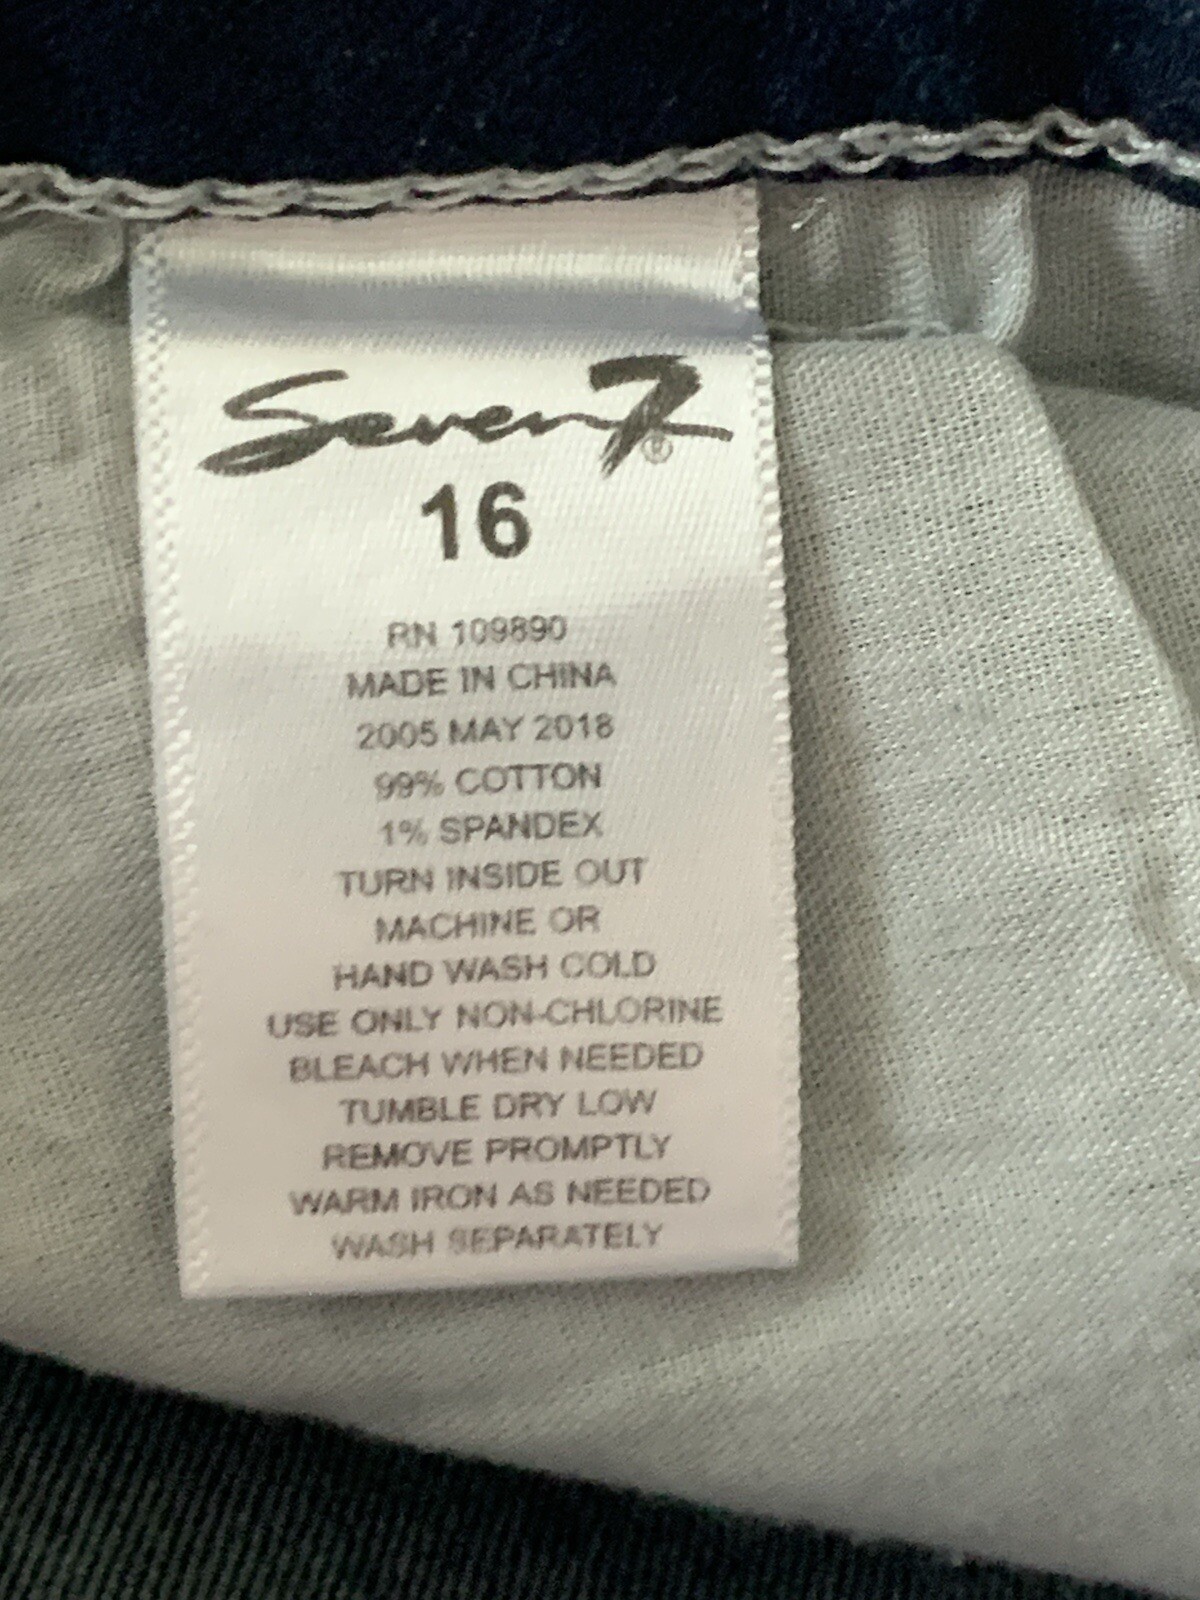 Seven7®
16
RN 109890
MADE IN CHINA
2005 MAY 2018
99% COTTON
1% SPANDEX
TURN INSIDE OUT
MACHINE OR
HAND WASH COLD
USE ONLY NON-CHLORINE
BLEACH WHEN NEEDED
TUMBLE DRY LOW
REMOVE PROMPTLY
WARM IRON AS NEEDED
WASH SEPARATELY